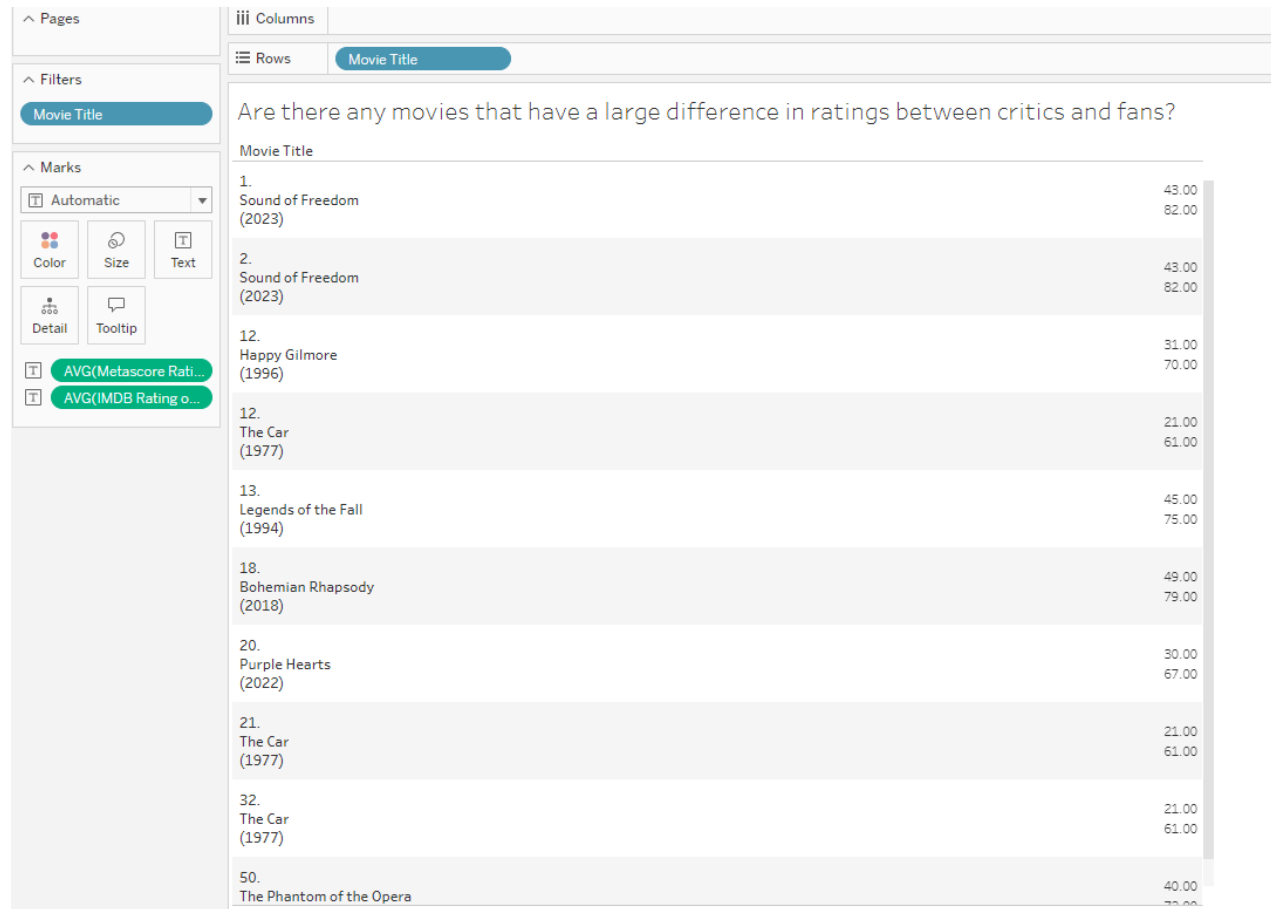 Pages
Columns
Rows
Movie Title
Filters
Movie Title
Are there any movies that have a large difference in ratings between critics and fans?
Movie Title
Marks
Automatic
Color
Size
Text
Detail
Tooltip
AVG(Metascore Rati...
AVG(IMDB Rating o...
1.
Sound of Freedom
(2023)
43.00
82.00
2.
Sound of Freedom
(2023)
43.00
82.00
12.
Happy Gilmore
(1996)
31.00
70.00
12.
The Car
(1977)
21.00
61.00
13.
Legends of the Fall
(1994)
45.00
75.00
18.
Bohemian Rhapsody
(2018)
49.00
79.00
20.
Purple Hearts
(2022)
30.00
67.00
21.
The Car
(1977)
21.00
61.00
32.
The Car
(1977)
21.00
61.00
50.
The Phantom of the Opera
40.00